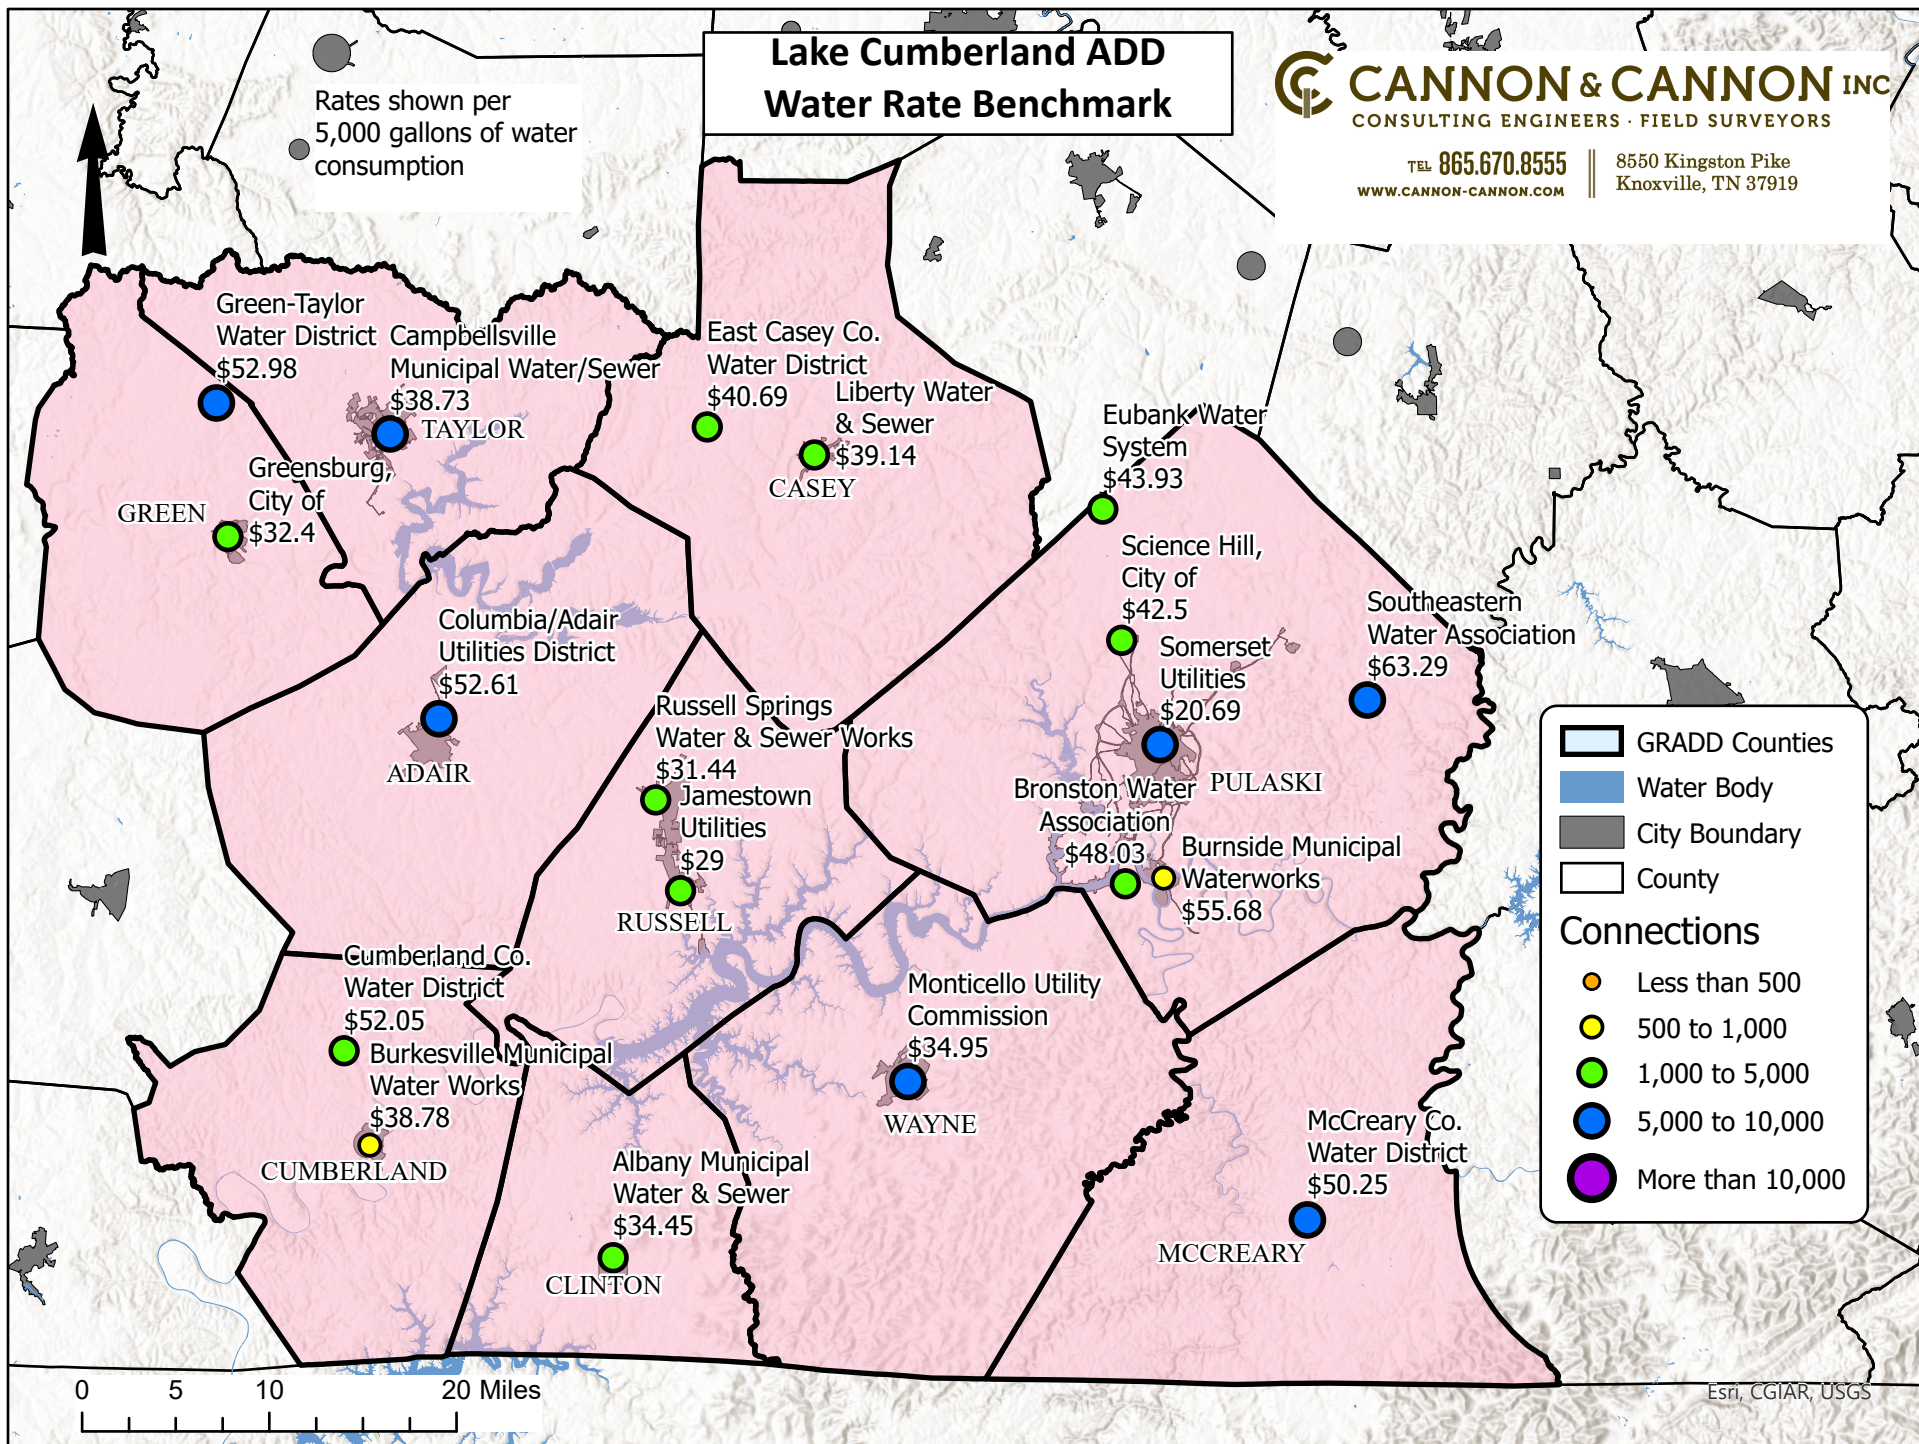 Lake Cumberland ADD
Water Rate Benchmark
CANNON & CANNON INC
CONSULTING ENGINEERS · FIELD SURVEYORS
TEL 865.670.8555
WWW.CANNON-CANNON.COM
8550 Kingston Pike
Knoxville, TN 37919
Rates shown per
5,000 gallons of water
consumption
Green-Taylor
Water District
$52.98
Campbellsville
Municipal Water/Sewer
$38.73
TAYLOR
East Casey Co.
Water District
$40.69
Liberty Water
& Sewer
$39.14
CASEY
Eubank Water
System
$43.93
Greensburg,
City of
$32.4
GREEN
Science Hill,
City of
$42.5
Southeastern
Water Association
$63.29
Columbia/Adair
Utilities District
$52.61
ADAIR
Somerset
Utilities
$20.69
PULASKI
Russell Springs
Water & Sewer Works
$31.44
Jamestown
Utilities
$29
RUSSELL
Bronston Water
Association
$48.03
Burnside Municipal
Waterworks
$55.68
Cumberland Co.
Water District
$52.05
Burkesville Municipal
Water Works
$38.78
CUMBERLAND
Monticello Utility
Commission
$34.95
WAYNE
Albany Municipal
Water & Sewer
$34.45
CLINTON
McCreary Co.
Water District
$50.25
MCCREARY
GRADD Counties
Water Body
City Boundary
County
Connections
Less than 500
500 to 1,000
1,000 to 5,000
5,000 to 10,000
More than 10,000
0 5 10 20 Miles
Esri, CGIAR, USGS